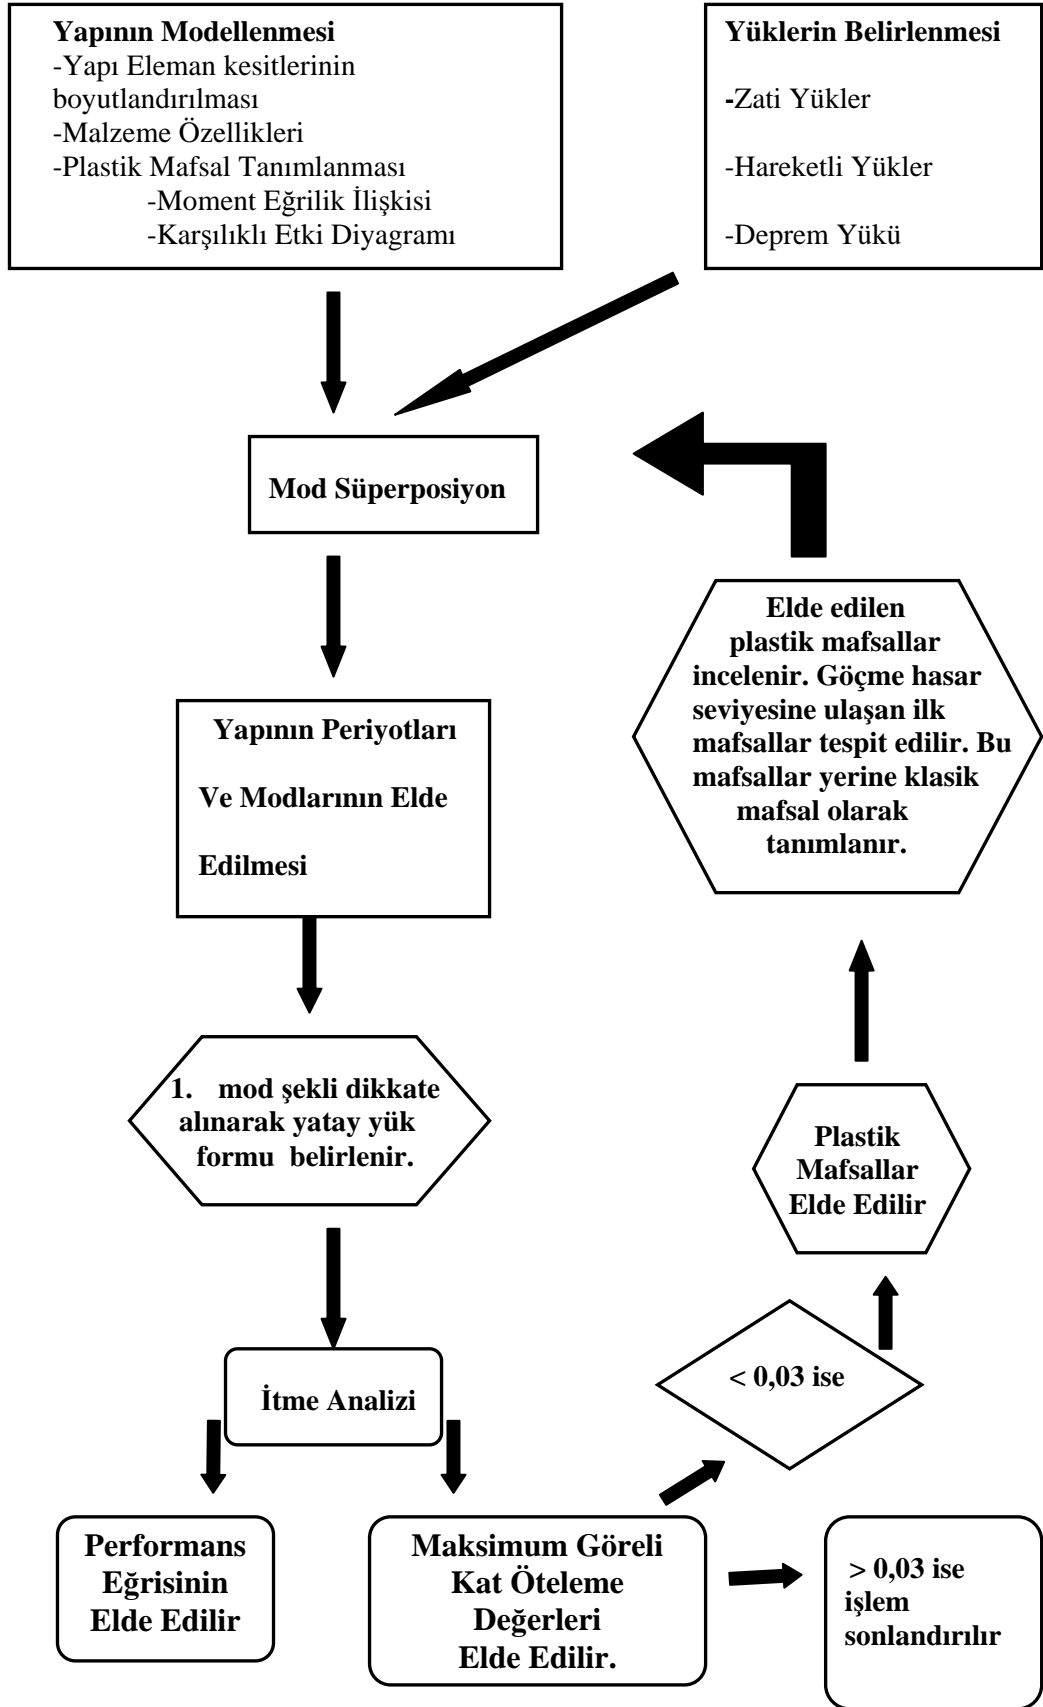 Yapının Modellenmesi
-Yapı Eleman kesitlerinin
boyutlandırılması
-Malzeme Özellikleri
-Plastik Mafsal Tanımlanması
-Moment Eğrilik İlişkisi
-Karşılıklı Etki Diyagramı
Yüklerin Belirlenmesi
-Zati Yükler
-Hareketli Yükler
-Deprem Yükü
Mod Süperposiyon
Yapının Periyotları
Ve Modlarının Elde
Edilmesi
1. mod şekli dikkate
alınarak yatay yük
formu belirlenir.
İtme Analizi
Performans
Eğrisinin
Elde Edilir
Maksimum Göreli
Kat Öteleme
Değerleri
Elde Edilir.
> 0,03 ise
işlem
sonlandırılır
< 0,03 ise
Plastik
Mafsallar
Elde Edilir
Elde edilen
plastik mafsallar
incelenir. Göçme hasar
seviyesine ulaşan ilk
mafsallar tespit edilir. Bu
mafsallar yerine klasik
mafsal olarak
tanımlanır.